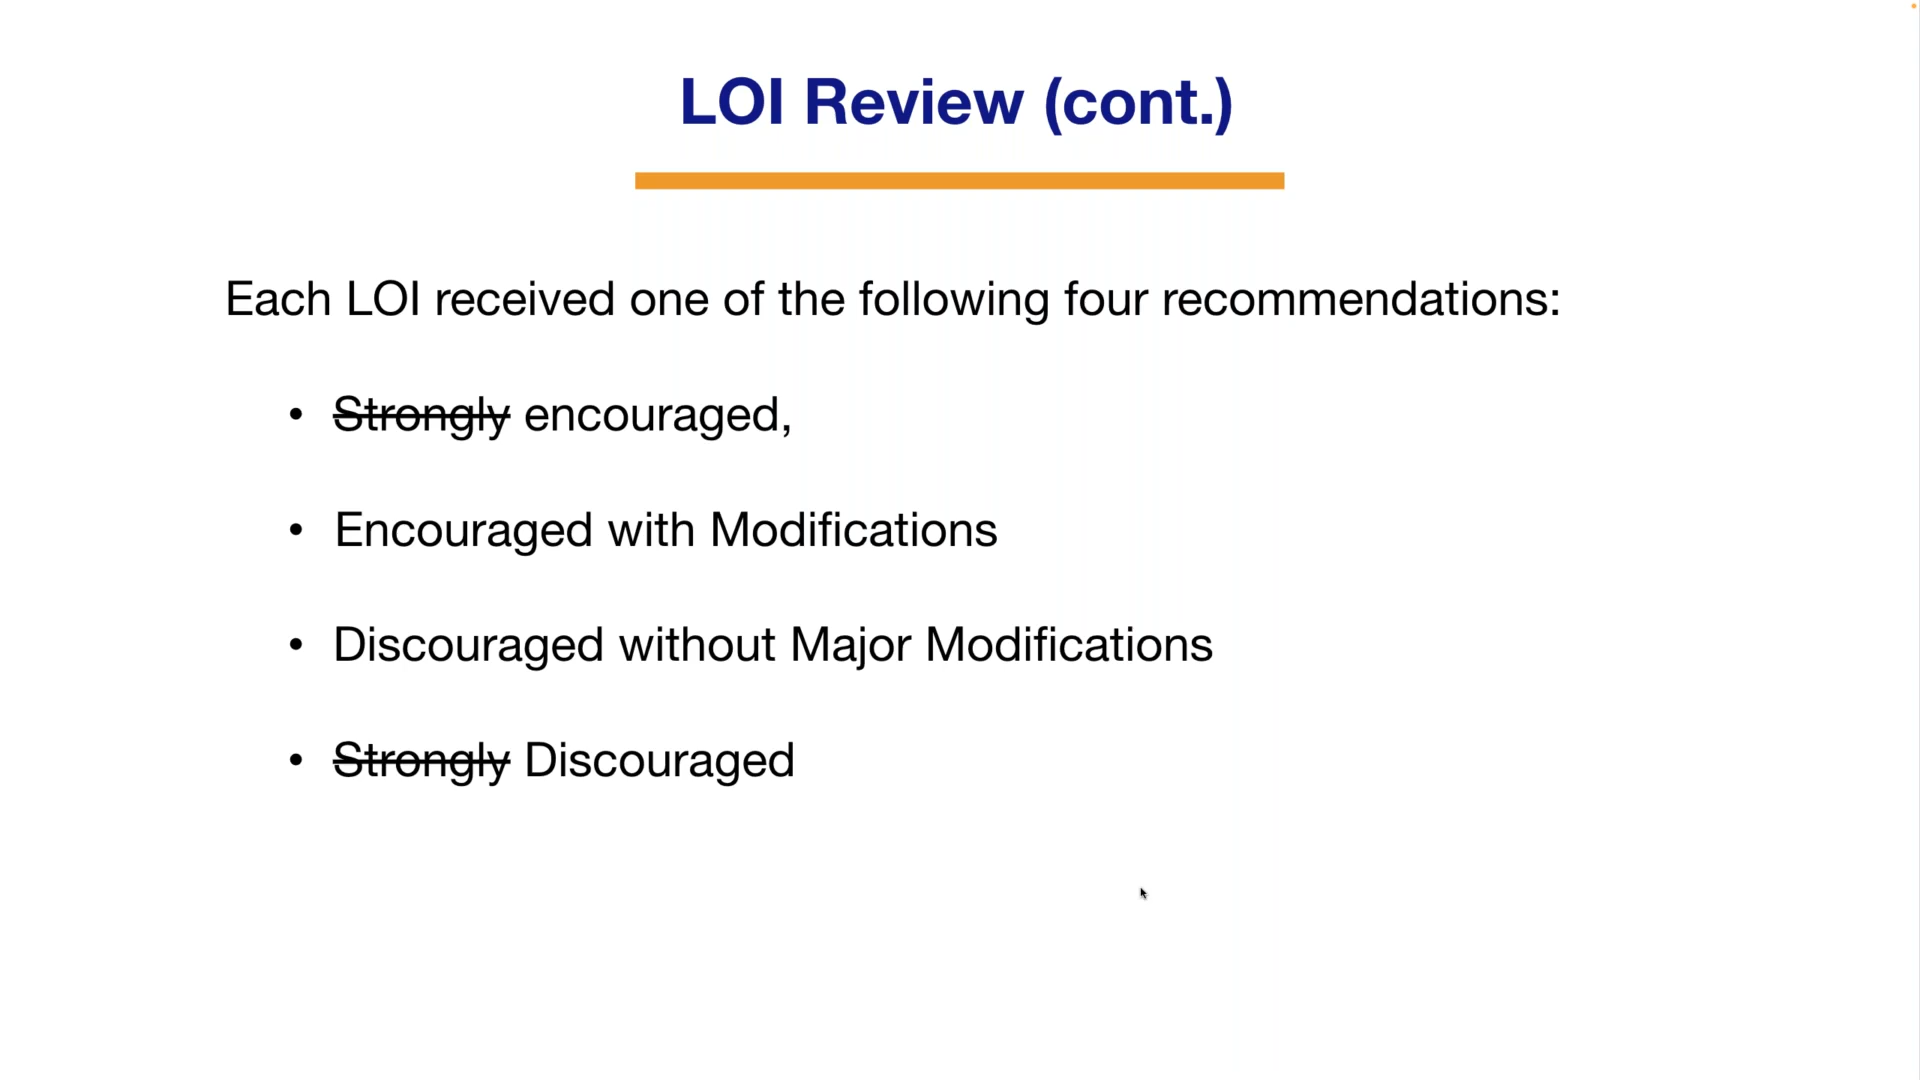 LOI Review (cont.)
Each LOI received one of the following four recommendations:
• Strongly encouraged,
• Encouraged with Modifications
• Discouraged without Major Modifications
• Strongly Discouraged